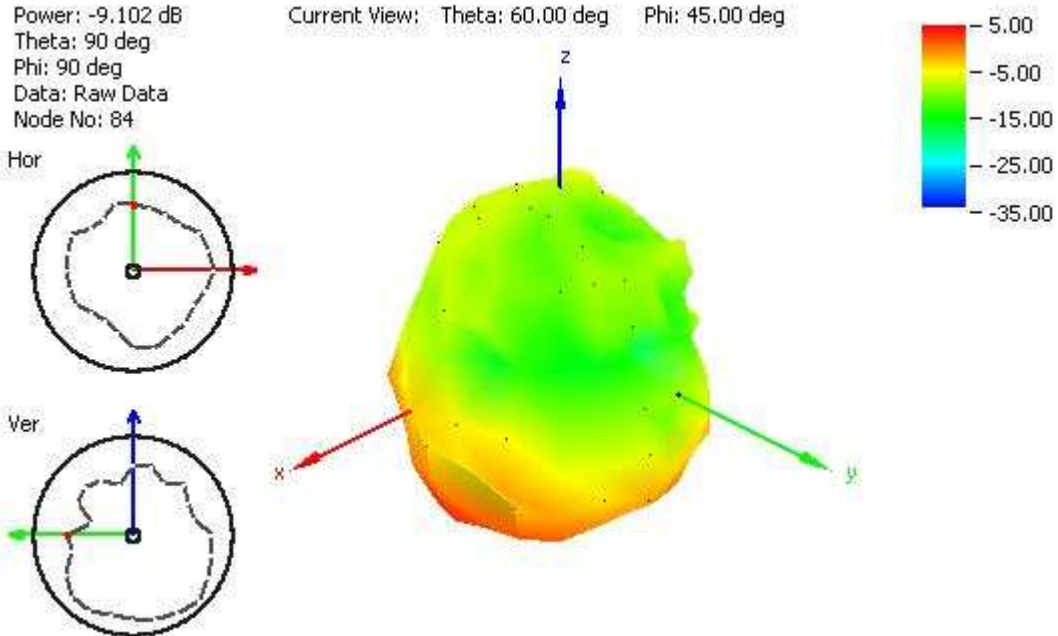 Power: -9.102 dB
Theta: 90 deg
Phi: 90 deg
Data: Raw Data
Node No: 84
Current View: Theta: 60.00 deg Phi: 45.00 deg
5.00
-5.00
-15.00
-25.00
-35.00
Hor
Ver
z
x
y